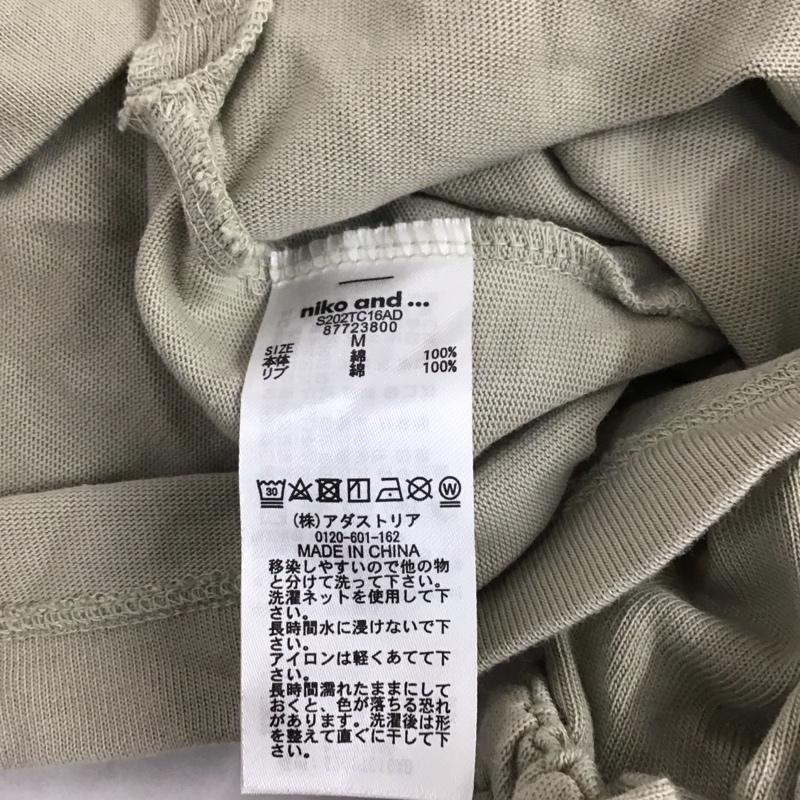 niko and ...
S202TC16AD
87723800
SIZE M
本体 綿 100%
リブ 綿 100%
30 W
(株)アダストリア
0120-601-162
MADE IN CHINA
移染しやすいので他の物
と分けて洗って下さい。
洗濯ネットを使用して下
さい。
長時間水に浸けないで下
さい。
アイロンは軽くあてて下
さい。
長時間濡れたままにして
おくと、色が落ちる恐れ
があります。洗濯後は形
を整えて直ぐに干して下
さい。